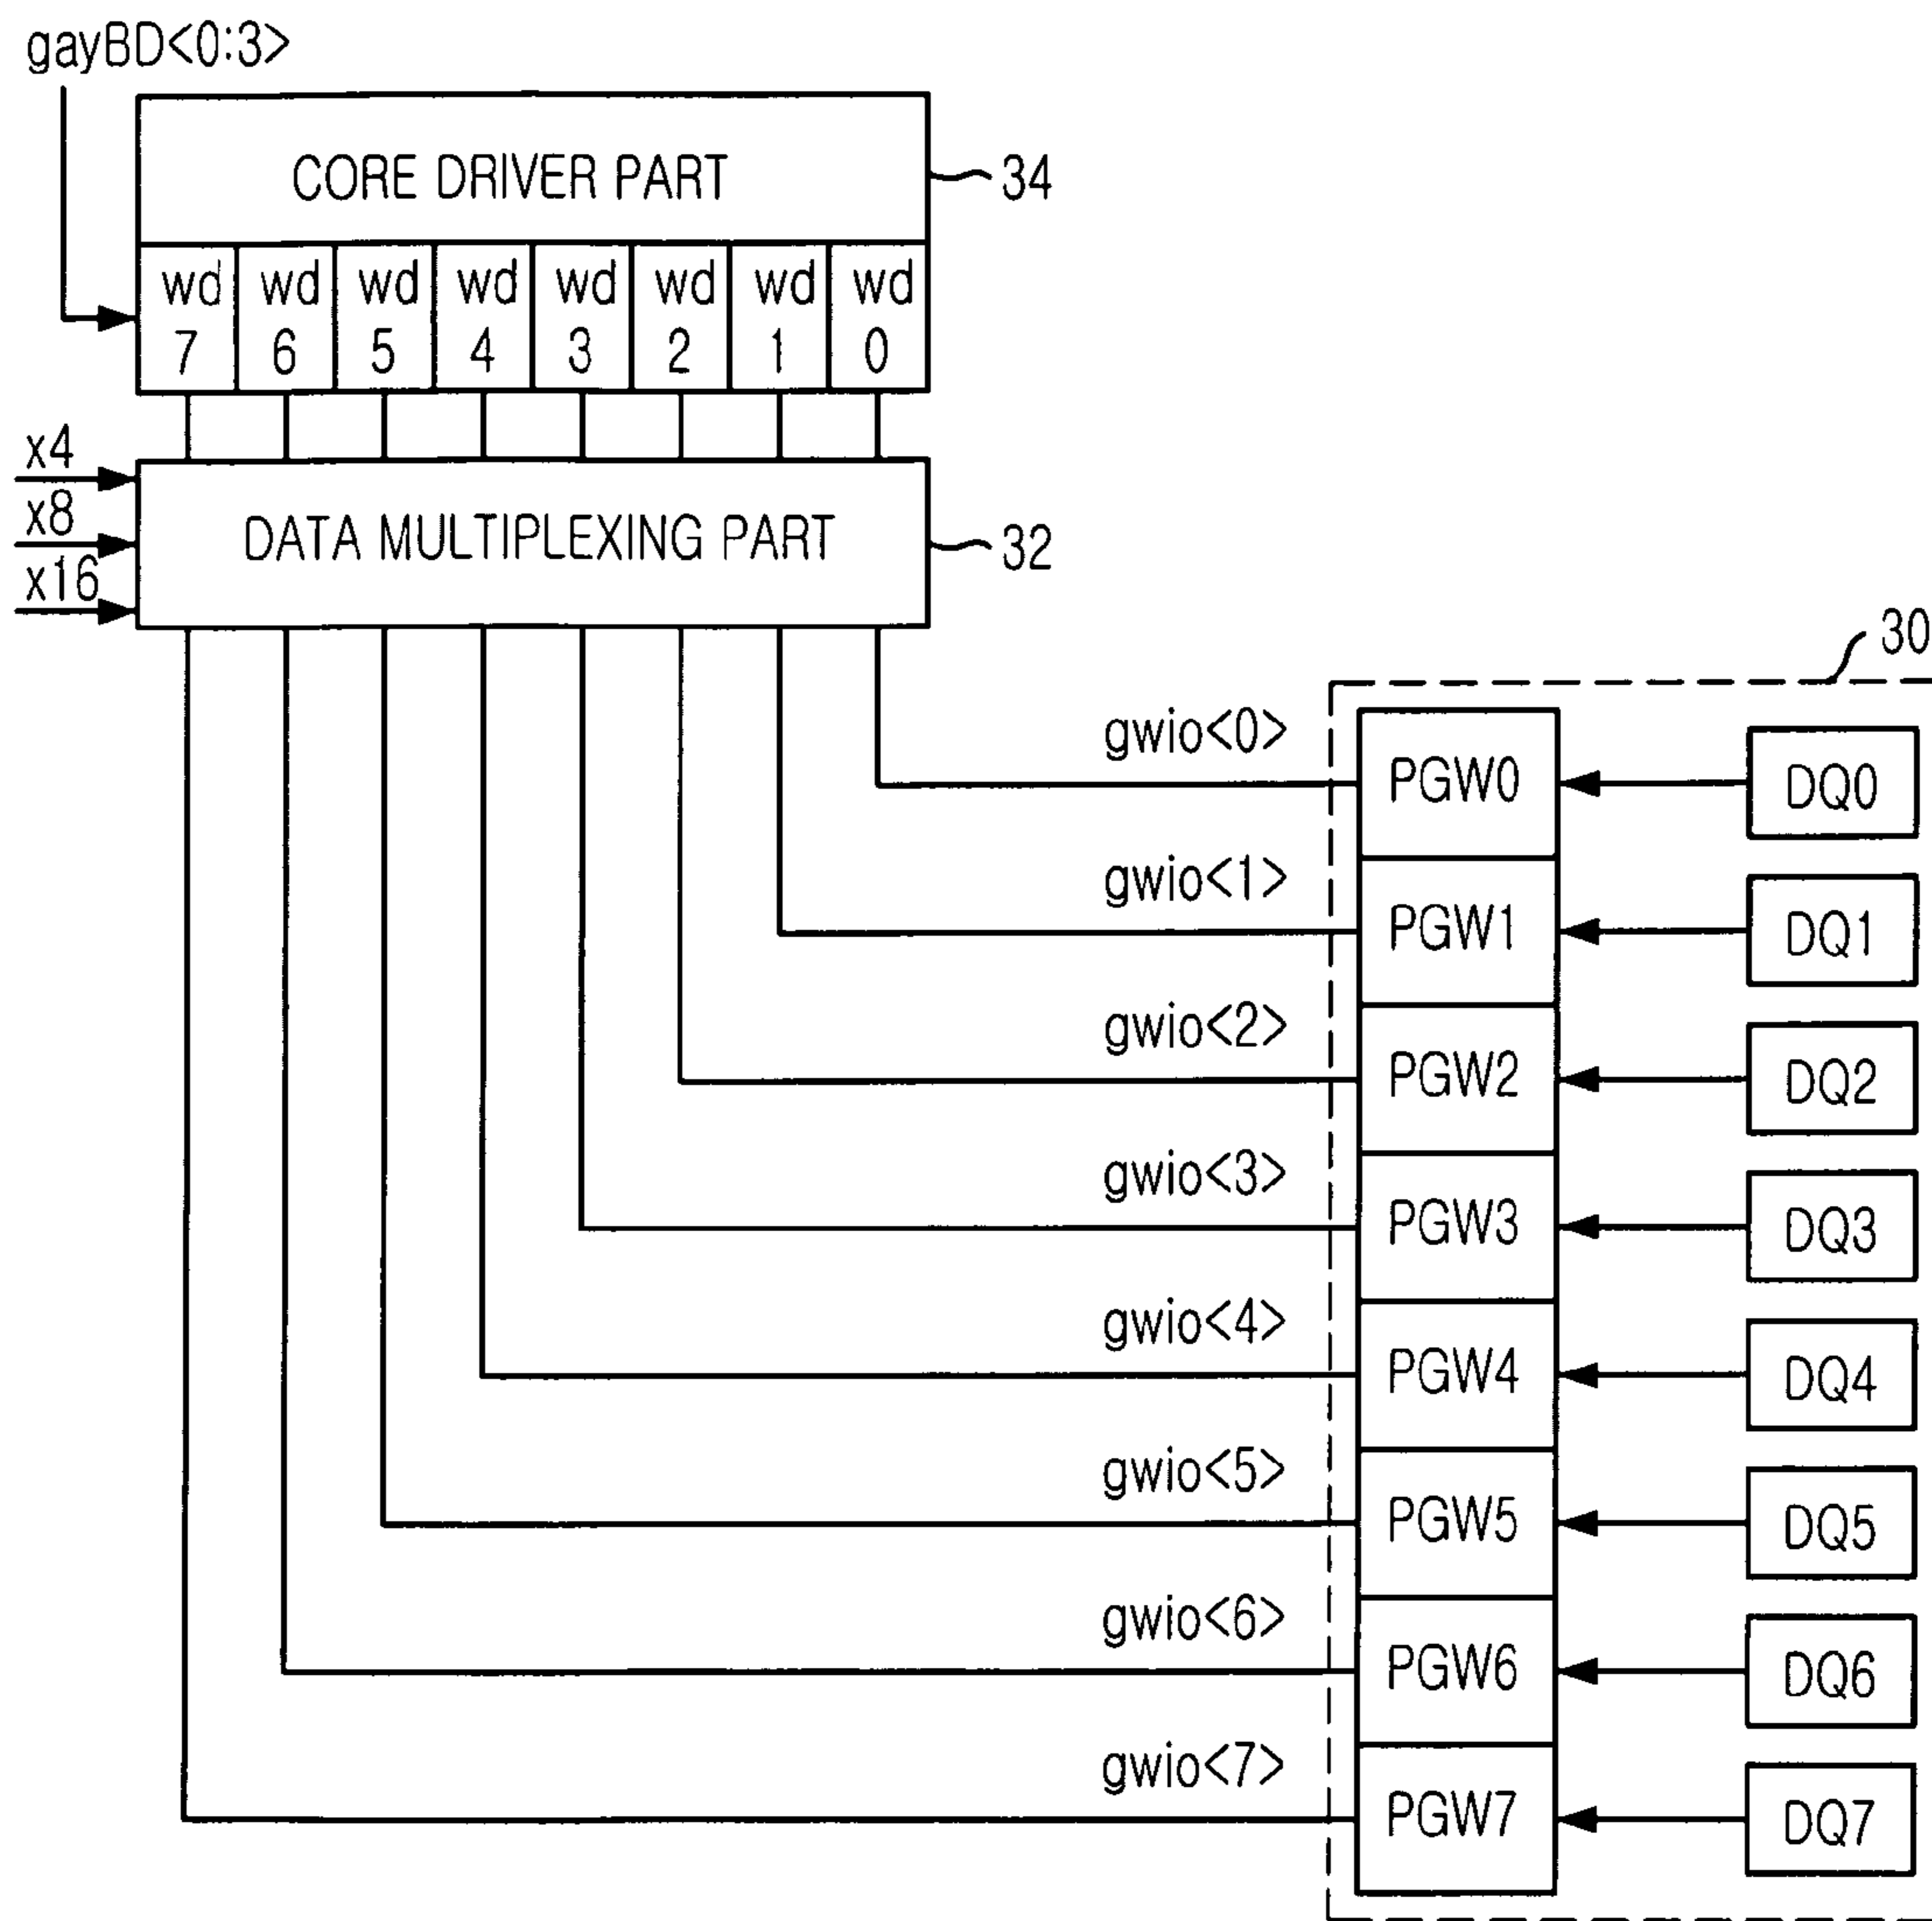 gayBD<0:3>
CORE DRIVER PART
34
wd 7
wd 6
wd 5
wd 4
wd 3
wd 2
wd 1
wd 0
x4
x8
x16
DATA MULTIPLEXING PART
32
30
gwio<0>
PGW0
DQ0
gwio<1>
PGW1
DQ1
gwio<2>
PGW2
DQ2
gwio<3>
PGW3
DQ3
gwio<4>
PGW4
DQ4
gwio<5>
PGW5
DQ5
gwio<6>
PGW6
DQ6
gwio<7>
PGW7
DQ7